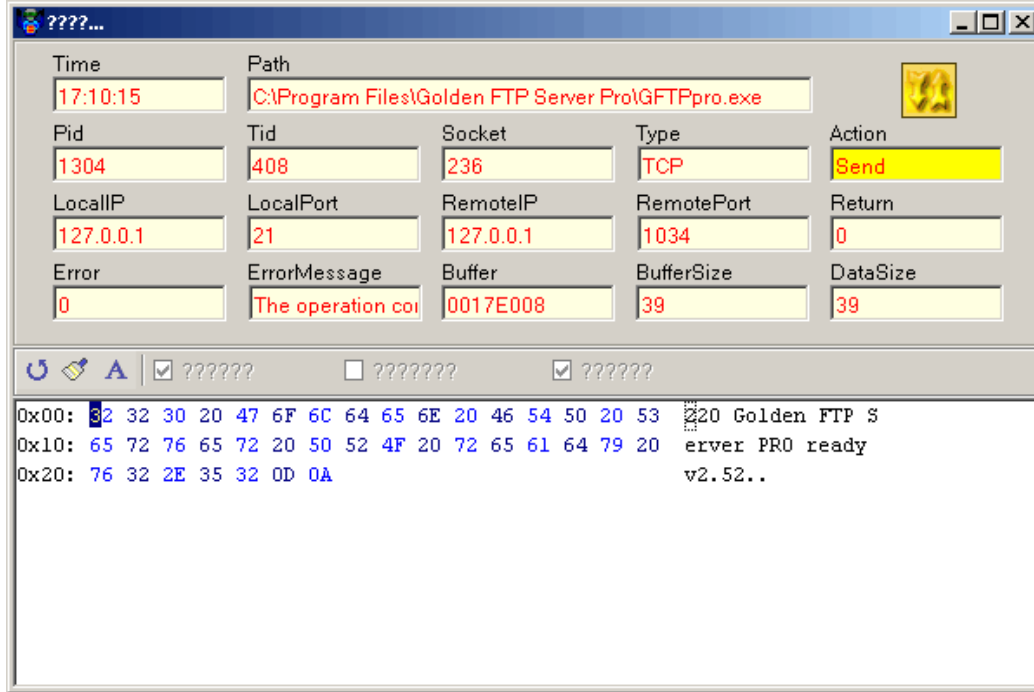 ????...
Time Path
17:10:15 C:\Program Files\Golden FTP Server Pro\GFTPpro.exe
Pid Tid Socket Type Action
1304 408 236 TCP Send
LocalIP LocalPort RemoteIP RemotePort Return
127.0.0.1 21 127.0.0.1 1034 0
Error ErrorMessage Buffer BufferSize DataSize
0 The operation con 0017E008 39 39
A ?????? ??????? ??????
0x00: 32 32 30 20 47 6F 6C 64 65 6E 20 46 54 50 20 53 220 Golden FTP S
0x10: 65 72 76 65 72 20 50 52 4F 20 72 65 61 64 79 20 erver PRO ready
0x20: 76 32 2E 35 32 0D 0A v2.52..